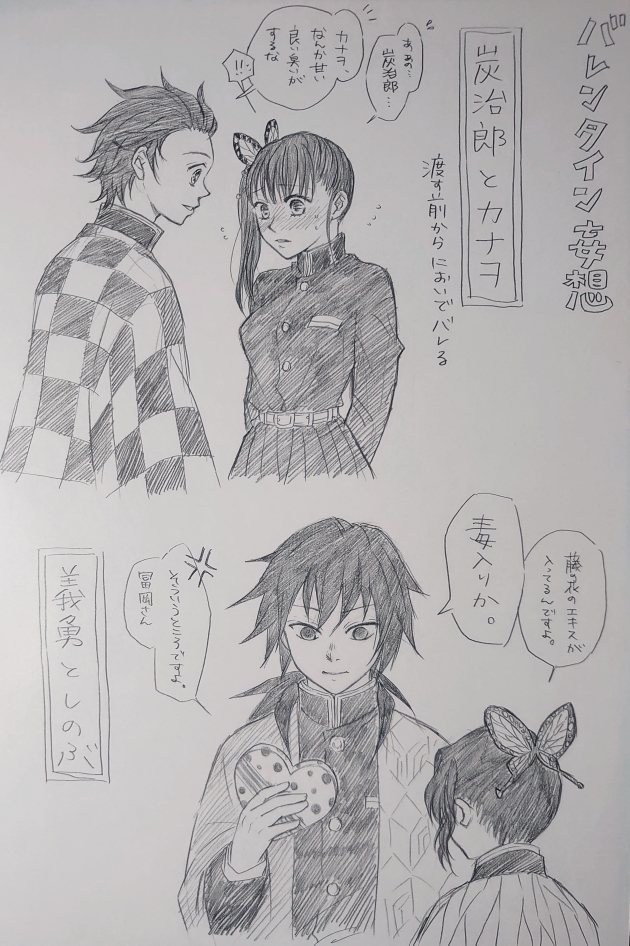 バレンタイン妄想
炭治郎とカナヲ
渡す前からにおいでバレる
あthe…
炭治郎…
カナヲ、
なんか甘い
良い臭いが
するな
!!
藤の花のエキスが
入ってるんですよ。
毒入りか。
そういうところですよ。
冨岡さん
義勇としのぶ